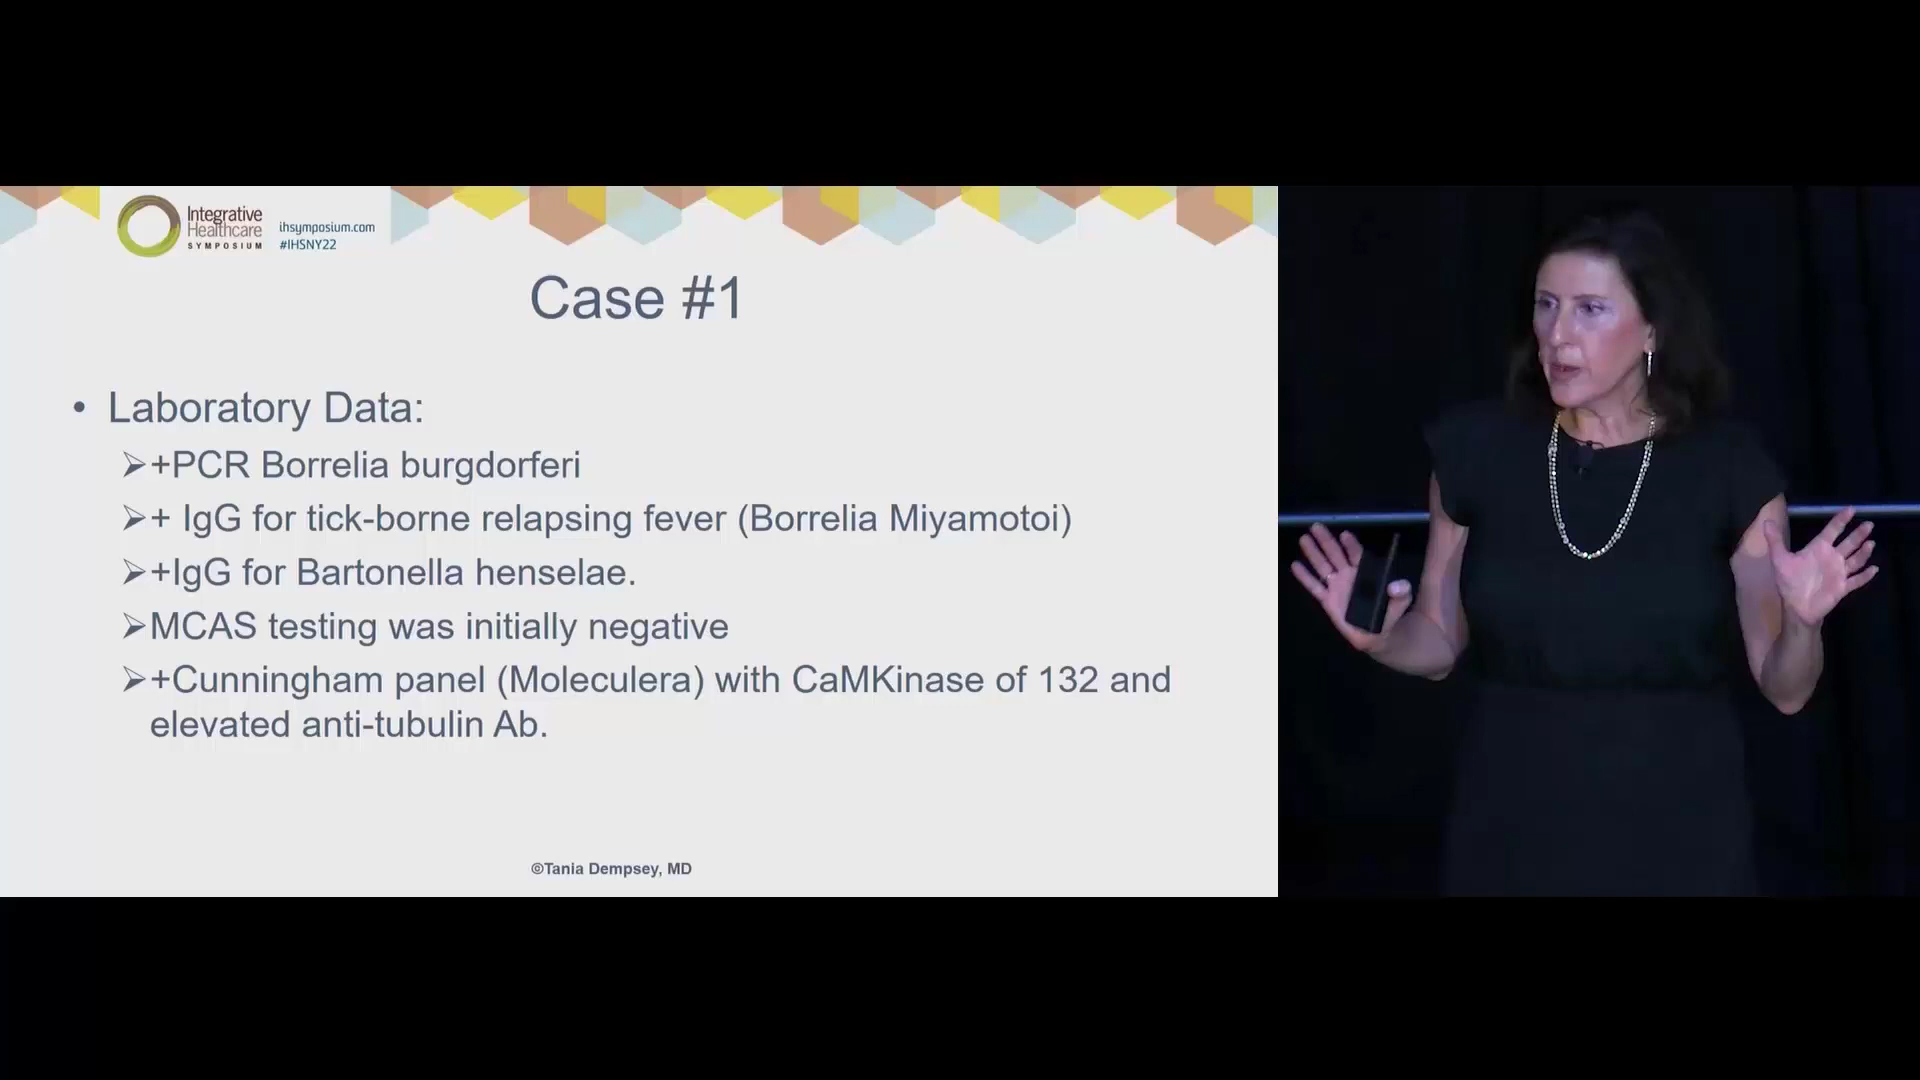 Integrative
Healthcare
SYMPOSIUM
ihsymposium.com
#IHSNY22
Case #1
• Laboratory Data:
➢+PCR Borrelia burgdorferi
➢+ IgG for tick-borne relapsing fever (Borrelia Miyamotoi)
➢+IgG for Bartonella henselae.
➢MCAS testing was initially negative
➢+Cunningham panel (Moleculera) with CaMKinase of 132 and
elevated anti-tubulin Ab.
©Tania Dempsey, MD